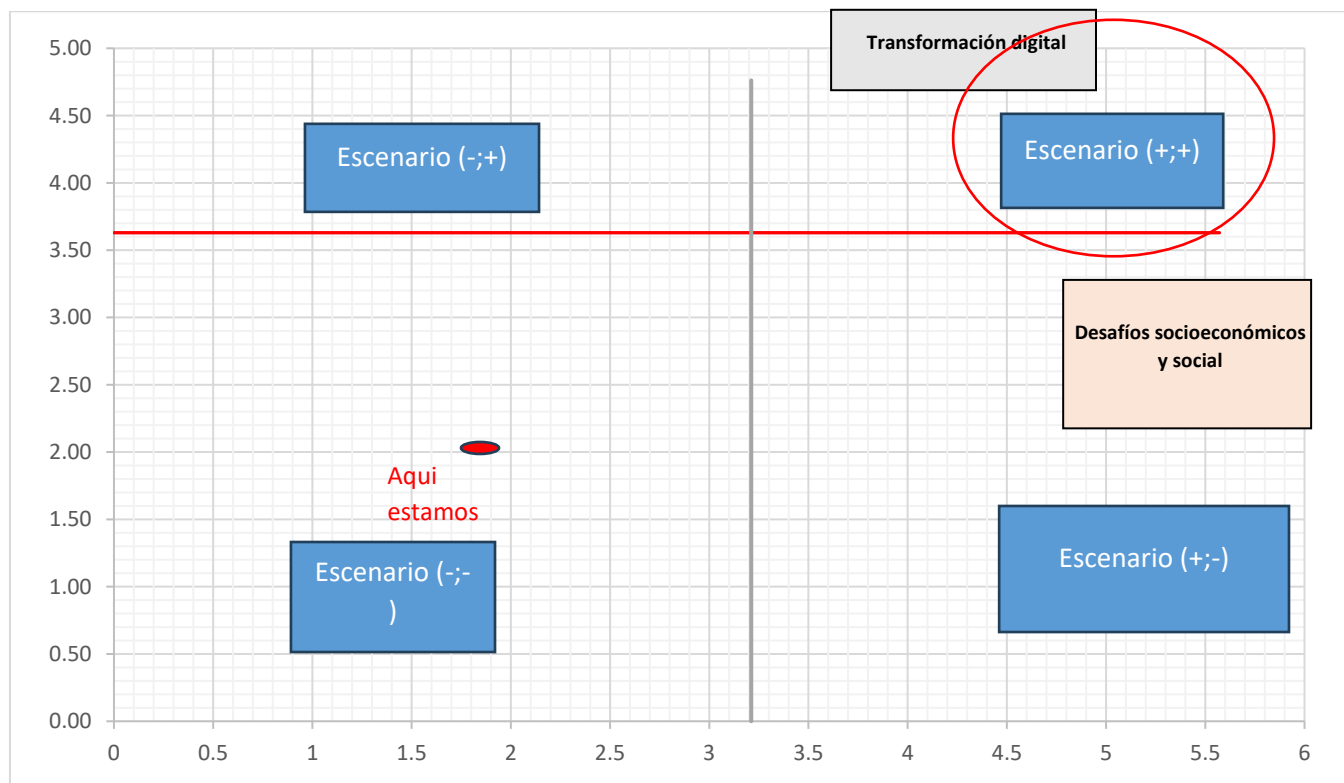 Transformación digital
5.00
4.50
Escenario (-;+)
Escenario (+;+)
4.00
3.50
3.00
Desafíos socioeconómicos
y social
2.50
2.00
Aqui
estamos
1.50
Escenario (-;-
)
Escenario (+;-)
1.00
0.50
0.00
0 0.5 1 1.5 2 2.5 3 3.5 4 4.5 5 5.5 6